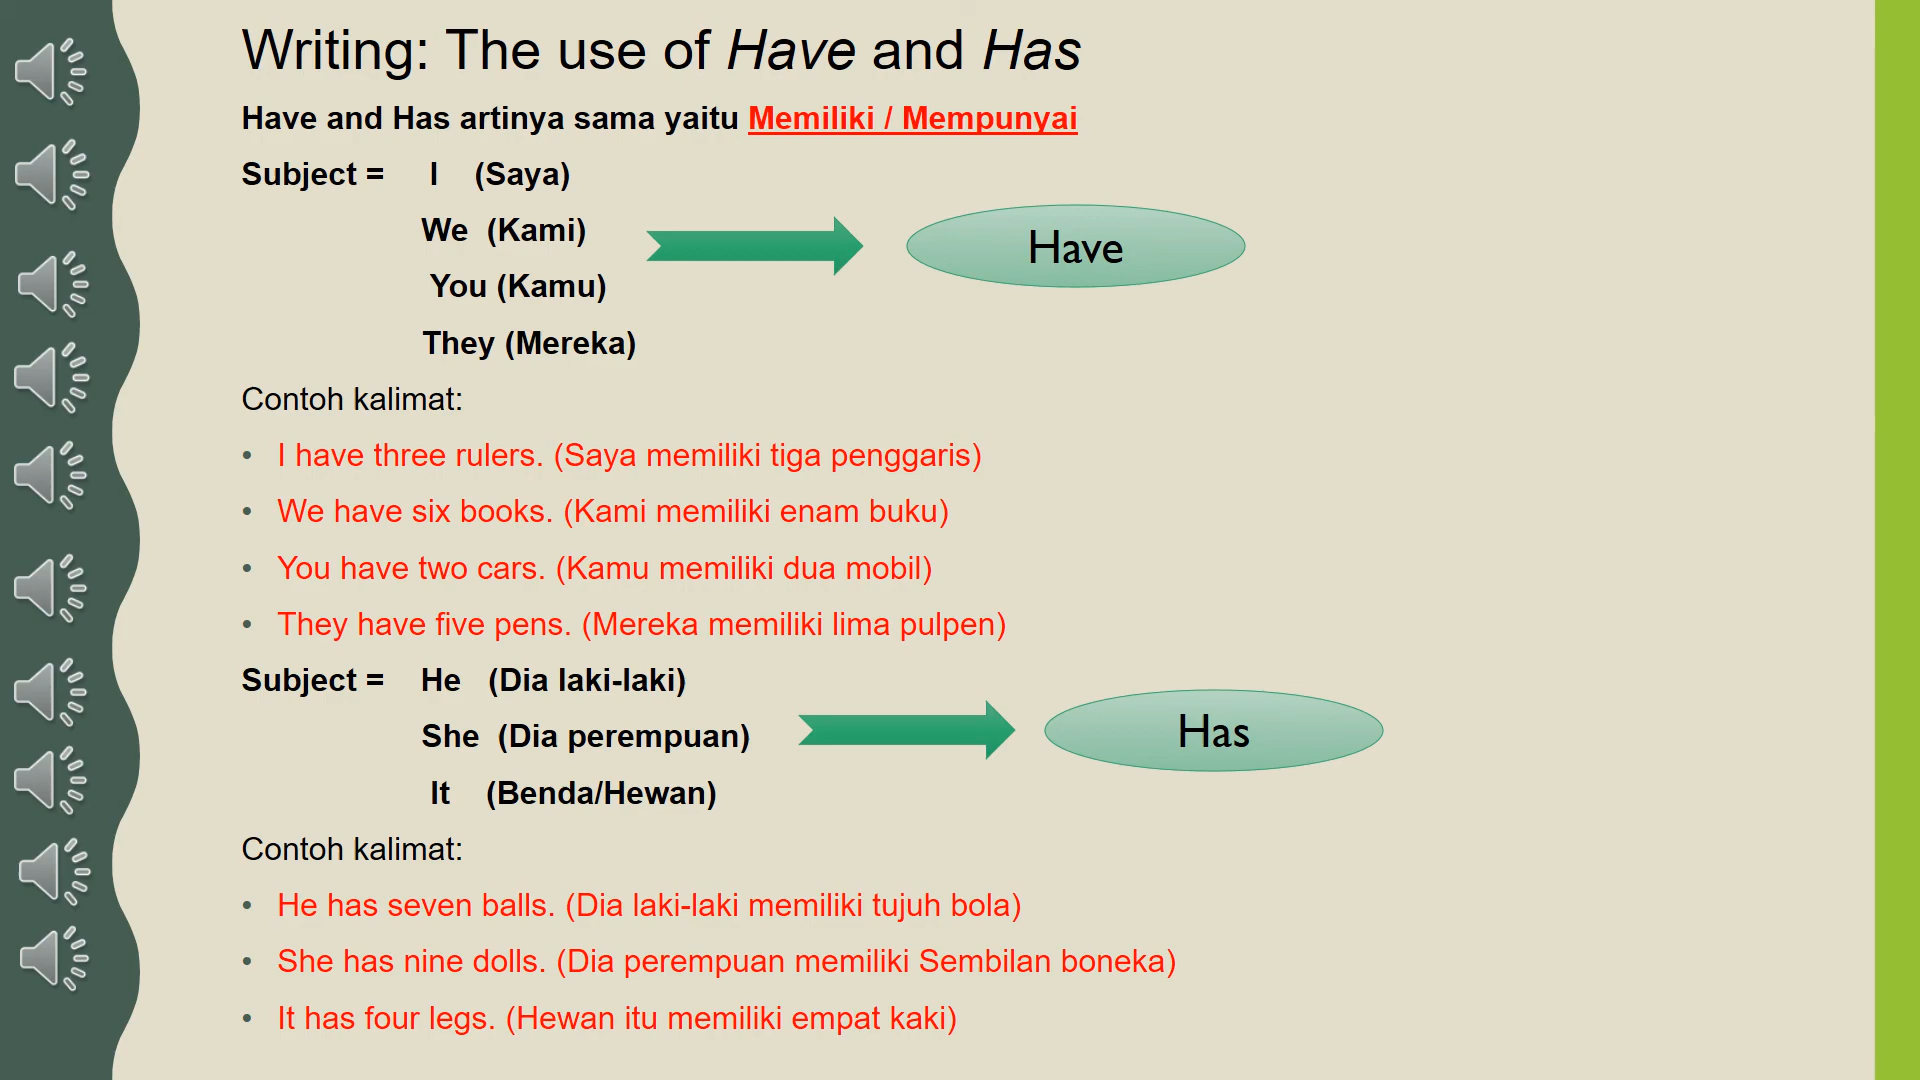 Writing: The use of Have and Has
Have and Has artinya sama yaitu Memiliki / Mempunyai
Subject = I (Saya)
We (Kami)
Have
You (Kamu)
They (Mereka)
Contoh kalimat:
• I have three rulers. (Saya memiliki tiga penggaris)
• We have six books. (Kami memiliki enam buku)
• You have two cars. (Kamu memiliki dua mobil)
• They have five pens. (Mereka memiliki lima pulpen)
Subject = He (Dia laki-laki)
She (Dia perempuan)
Has
It (Benda/Hewan)
Contoh kalimat:
• He has seven balls. (Dia laki-laki memiliki tujuh bola)
• She has nine dolls. (Dia perempuan memiliki Sembilan boneka)
• It has four legs. (Hewan itu memiliki empat kaki)